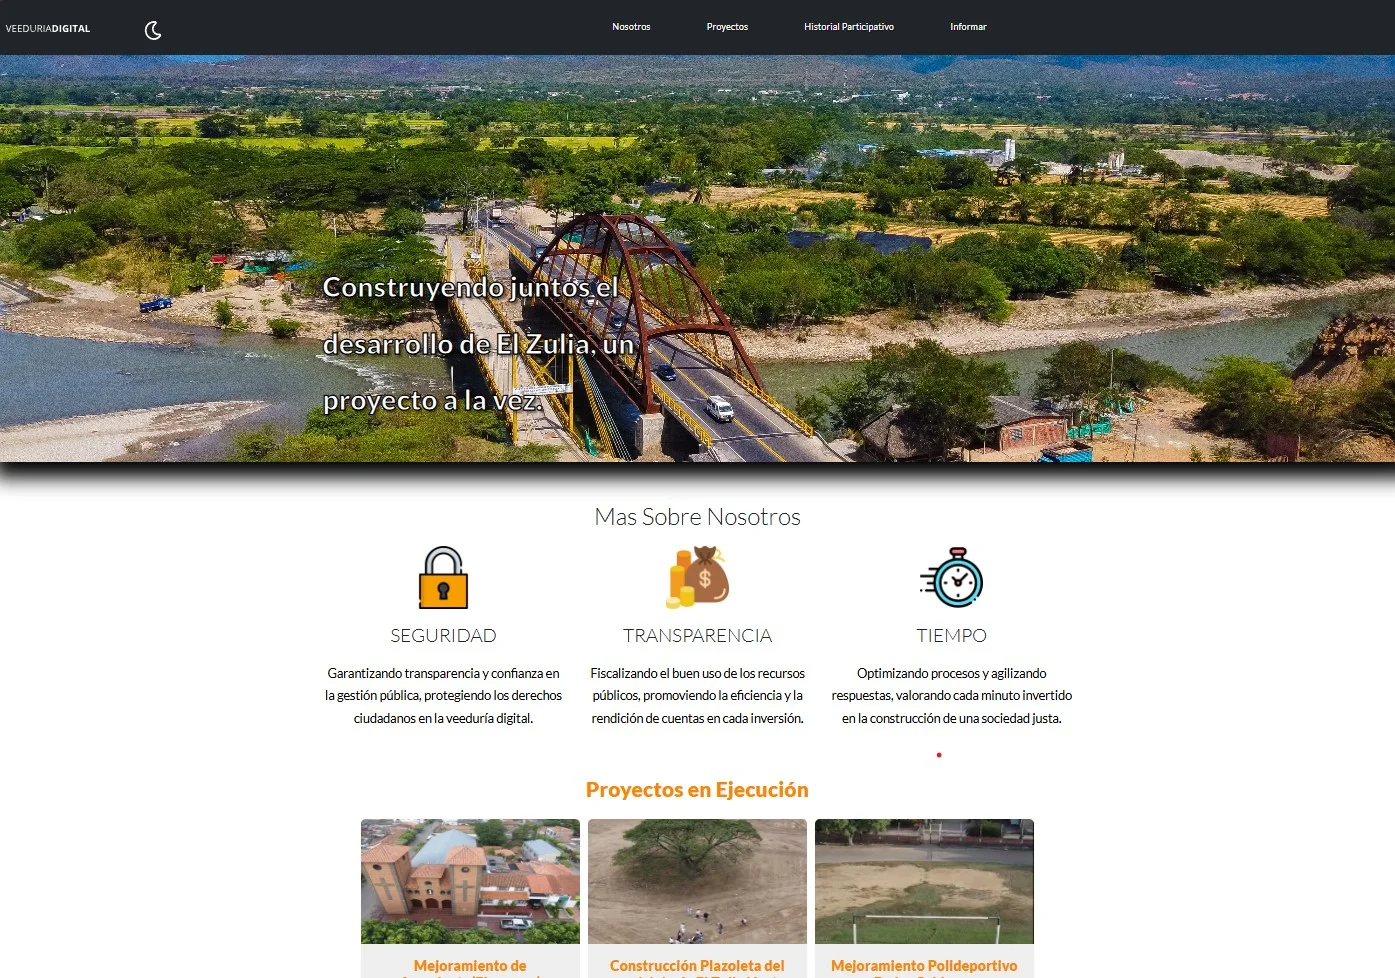 VEEDURIADIGITAL
Nosotros
Proyectos
Historial Participativo
Informar
Construyendo juntos el
desarrollo de El Zulia, un
proyecto a la vez.
Mas Sobre Nosotros
SEGURIDAD
Garantizando transparencia y confianza en
la gestión pública, protegiendo los derechos
ciudadanos en la veeduría digital.
TRANSPARENCIA
Fiscalizando el buen uso de los recursos
públicos, promoviendo la eficiencia y la
rendición de cuentas en cada inversión.
TIEMPO
Optimizando procesos y agilizando
respuestas, valorando cada minuto invertido
en la construcción de una sociedad justa.
Proyectos en Ejecución
Mejoramiento de
Construcción Plazoleta del
Mejoramiento Polideportivo